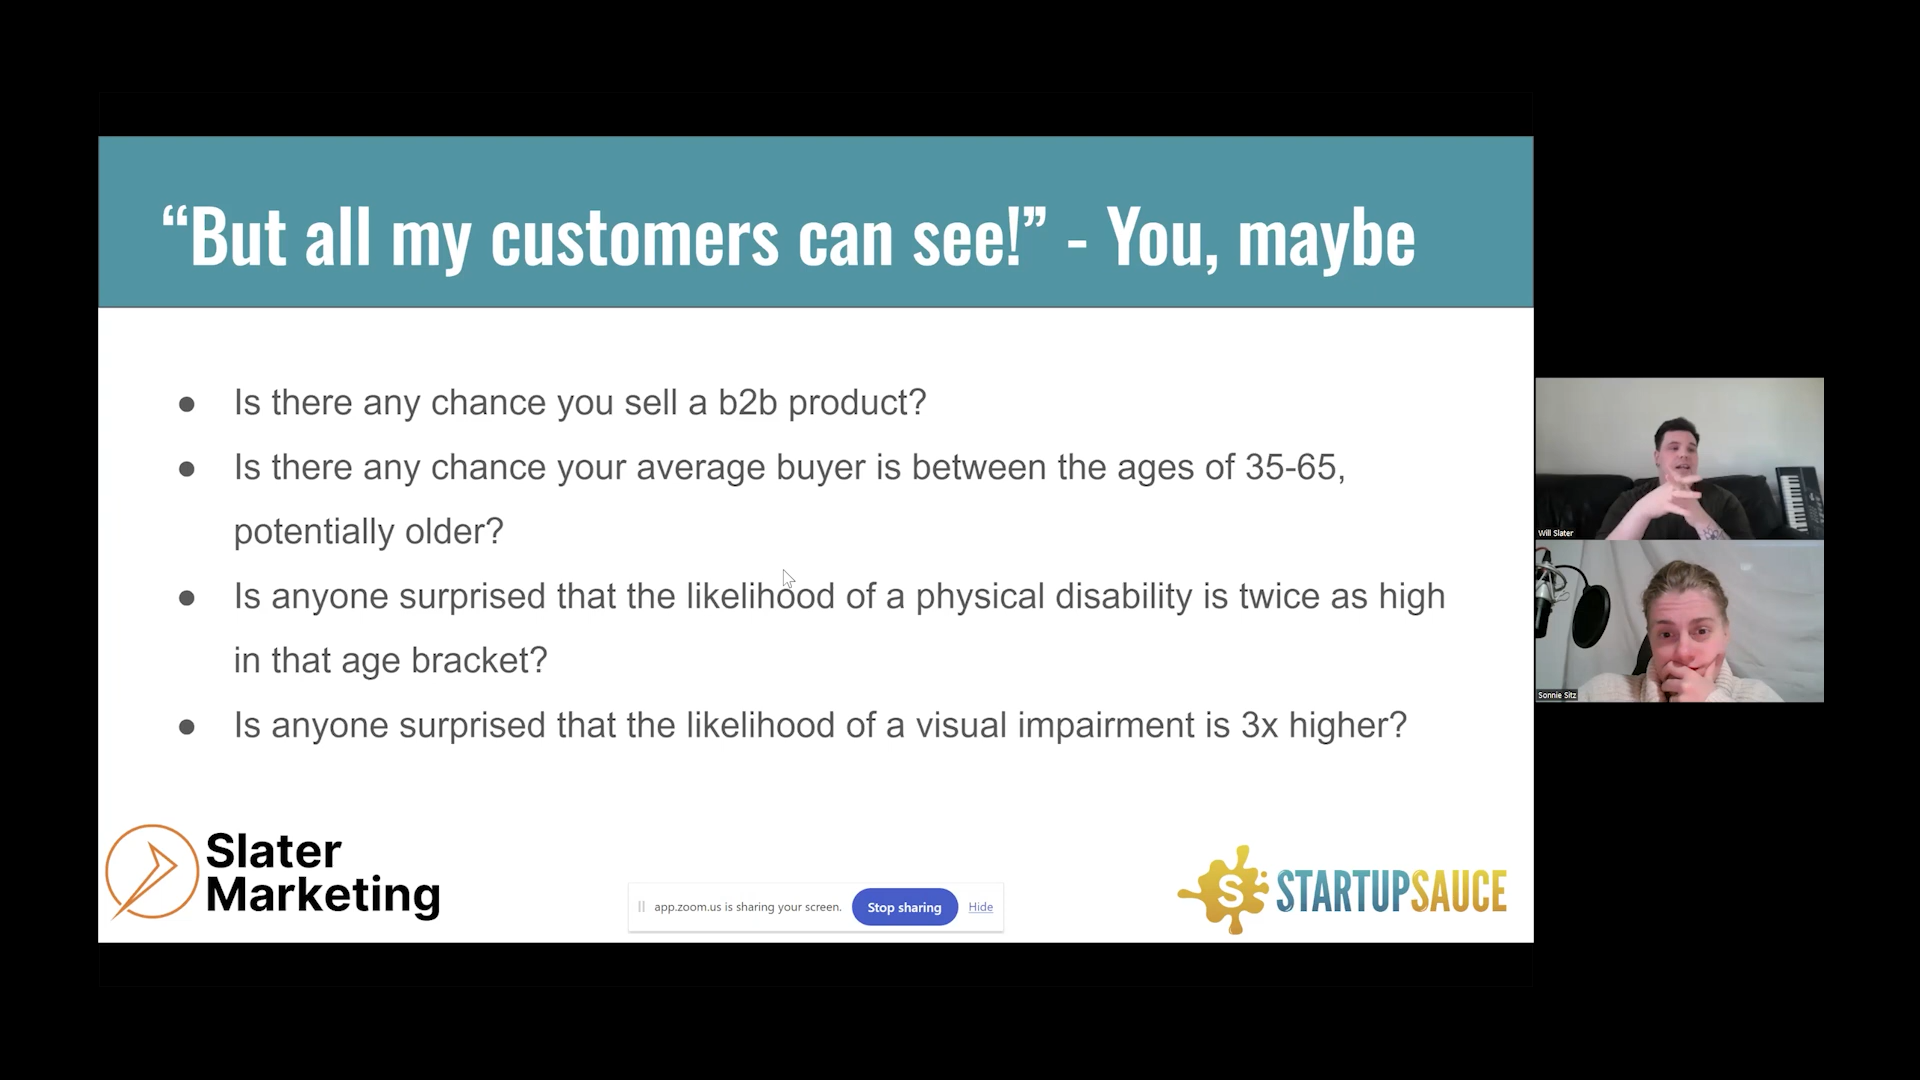 “But all my customers can see!” - You, maybe
● Is there any chance you sell a b2b product?
● Is there any chance your average buyer is between the ages of 35-65,
potentially older?
● Is anyone surprised that the likelihood of a physical disability is twice as high
in that age bracket?
● Is anyone surprised that the likelihood of a visual impairment is 3x higher?
Slater
Marketing
app.zoom.us is sharing your screen. Stop sharing Hide
S STARTUPSAUCE
Will Slater
Sonnie Sitz